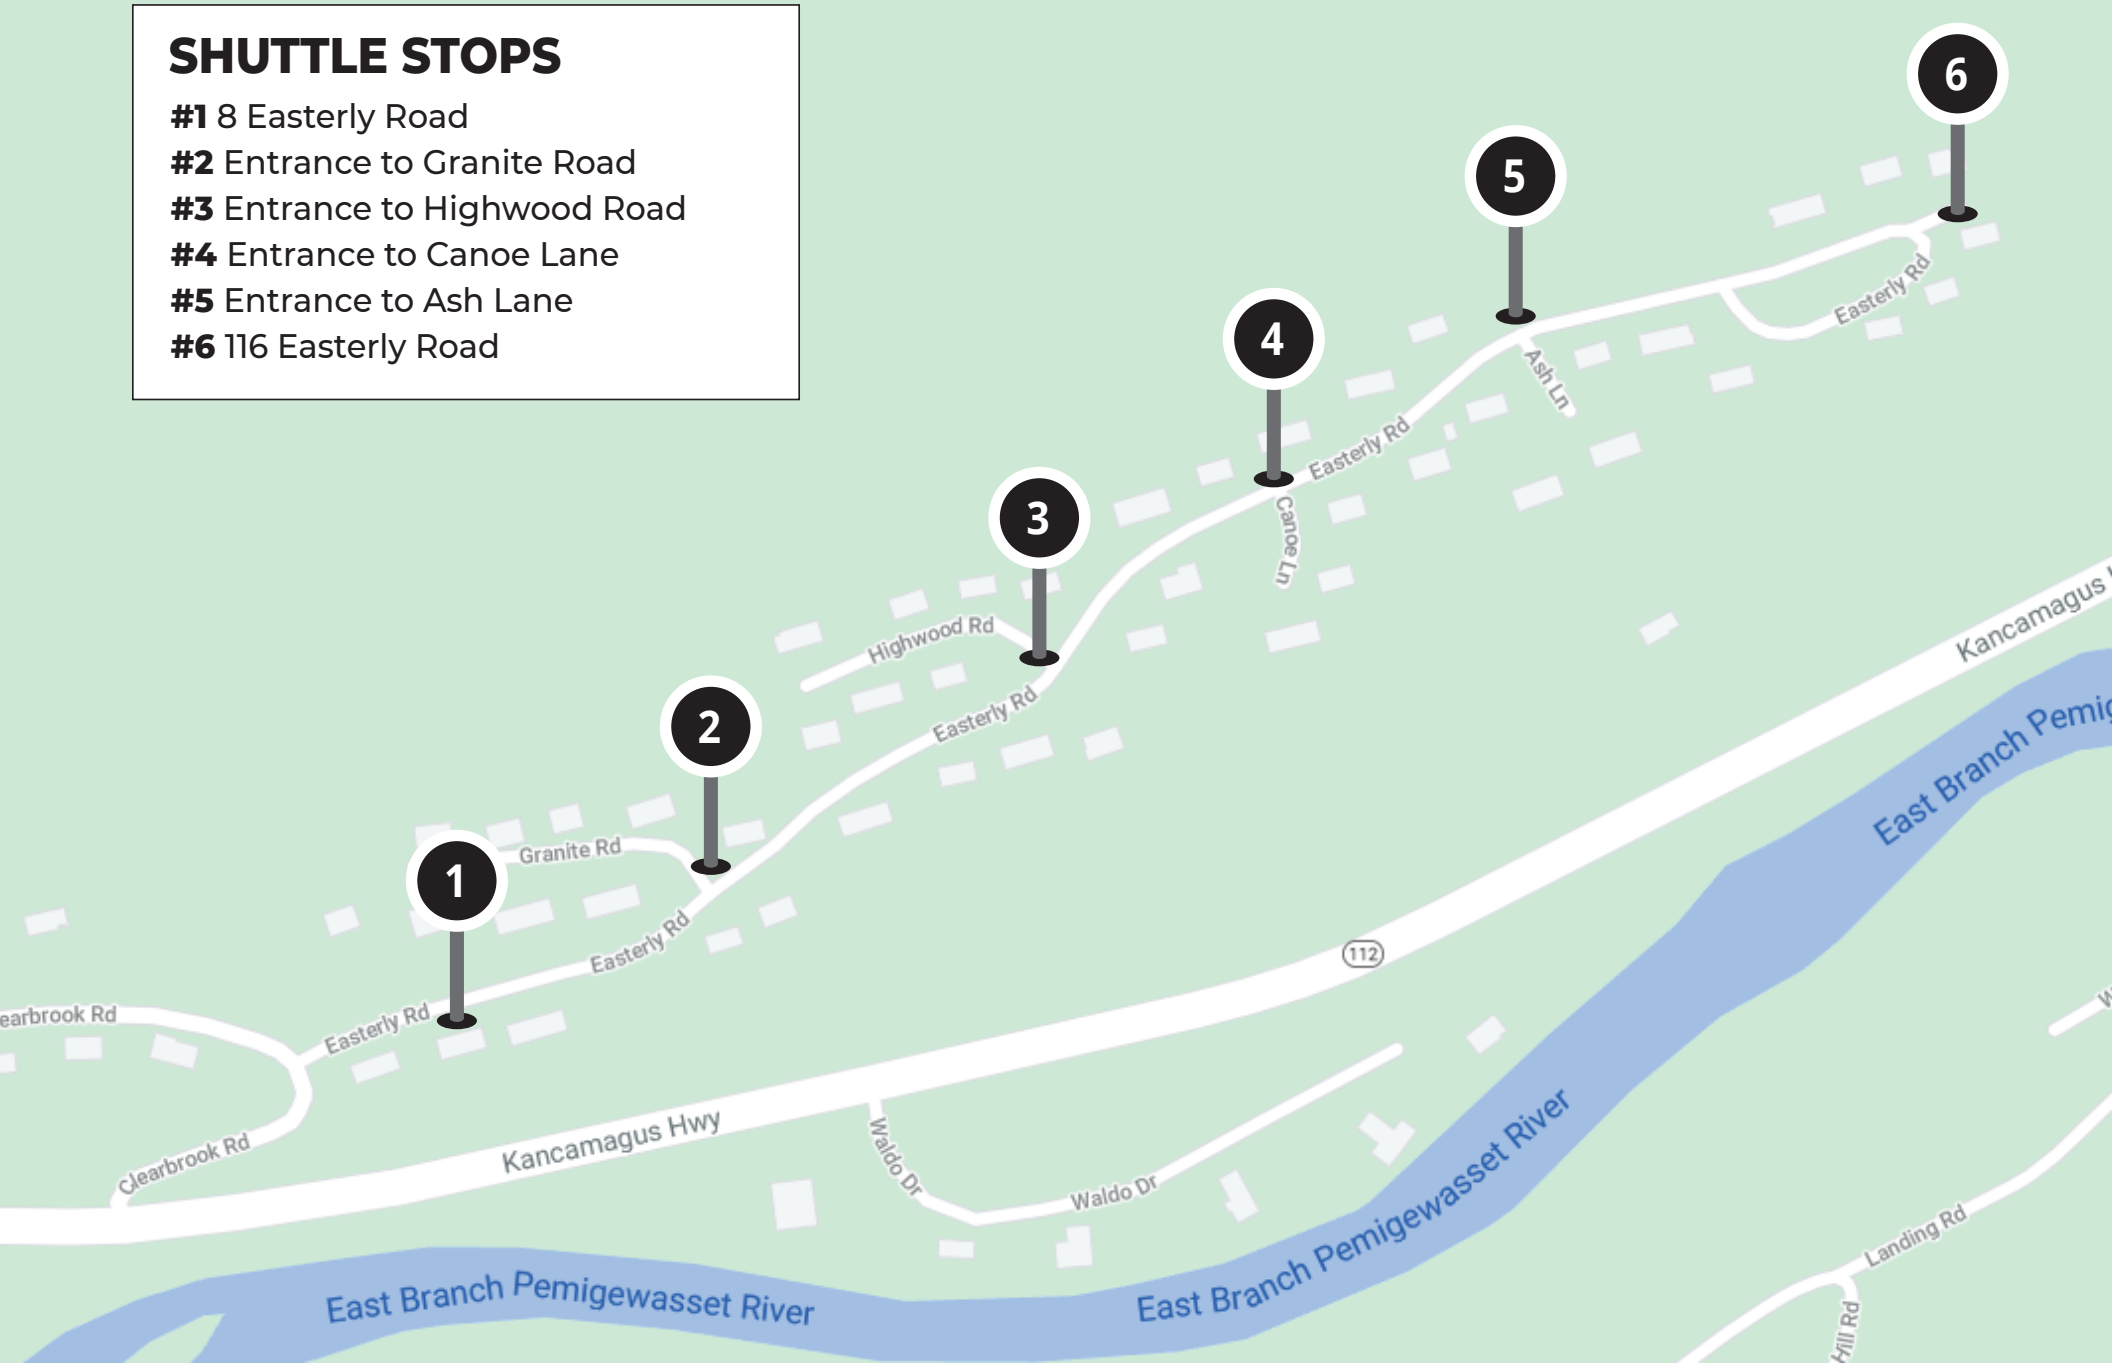 SHUTTLE STOPS
#1 8 Easterly Road
#2 Entrance to Granite Road
#3 Entrance to Highwood Road
#4 Entrance to Canoe Lane
#5 Entrance to Ash Lane
#6 116 Easterly Road
6
5
Easterly Rd
4
Ash Ln
Easterly Rd
3
Canoe Ln
Highwood Rd
Kancamagus
Easterly Rd
2
East Branch Pemig
Granite Rd
1
Easterly Rd
112
earbrook Rd
Easterly Rd
Kancamagus Hwy
Clearbrook Rd
Waldo Dr
Waldo Dr
East Branch Pemigewasset River
Landing Rd
East Branch Pemigewasset River
Hill Rd